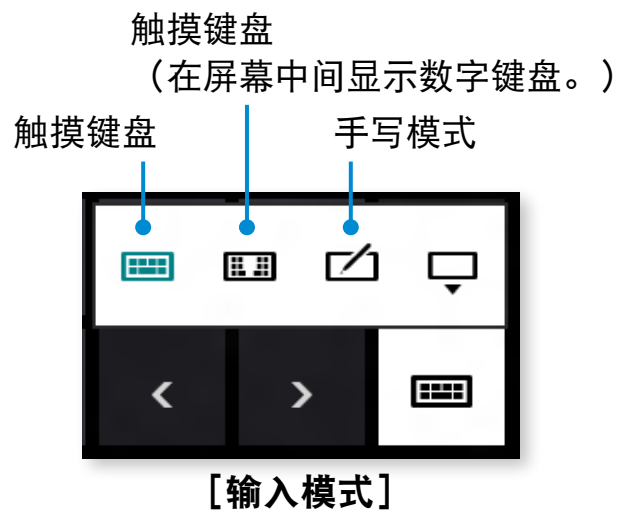 触摸键盘
（在屏幕中间显示数字键盘。）
触摸键盘
手写模式
[输入模式]